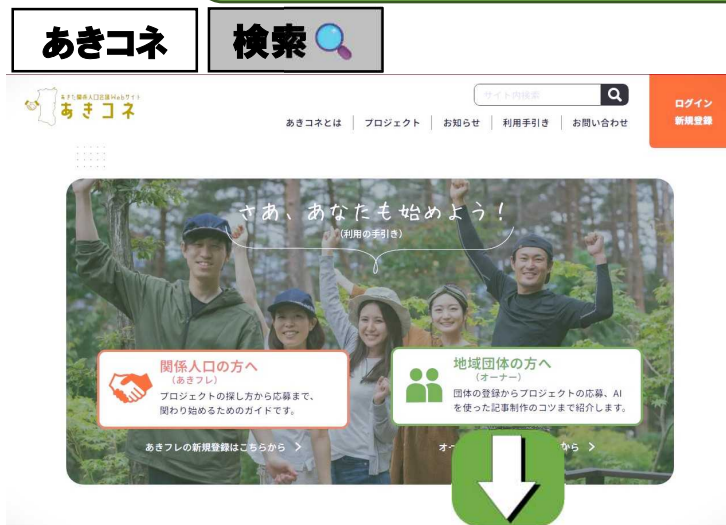 あきコネ 検索
あきた関係人口応援Webサイト
あきコネ
サイト内検索
ログイン
新規登録
あきコネとは
プロジェクト
お知らせ
利用手引き
お問い合わせ
さあ、あなたも始めよう!
(利用の手引き)
関係人口の方へ
(あきフレ)
プロジェクトの探し方から応募まで、
関わり始めるためのガイドです。
あきフレの新規登録はこちらから >
地域団体の方へ
(オーナー)
団体の登録からプロジェクトの応募、AI
を使った記事制作のコツまで紹介します。
から >